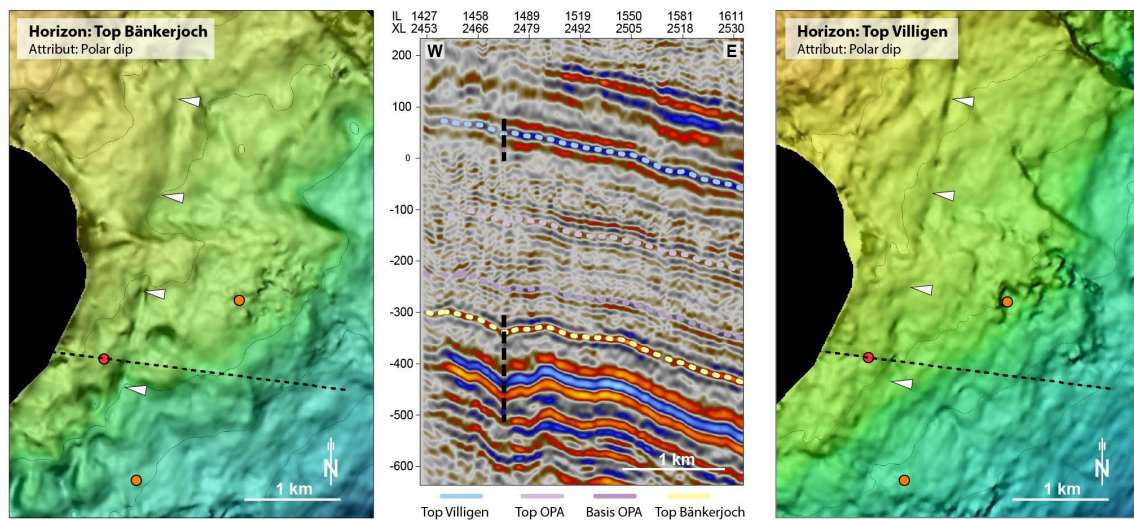 Horizon: Top Bänkerjoch
Attribut: Polar dip
N
1 km
IL 1427 1458 1489 1519 1550 1581 1611
XL 2453 2466 2479 2492 2505 2518 2530
W
E
200
100
0
-100
-200
-300
-400
-500
-600
1 km
Top Villigen Top OPA Basis OPA Top Bänkerjoch
Horizon: Top Villigen
Attribut: Polar dip
N
1 km